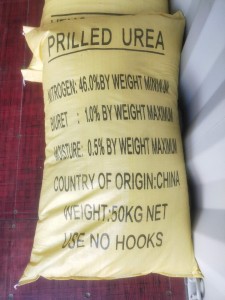 PRILLED UREA
NITROGEN: 46.0% BY WEIGHT MINIMUM
BIURET : 1.0% BY WEIGHT MAXIMUM
MOISTURE: 0.5% BY WEIGHT MAXIMUM
COUNTRY OF ORIGIN:CHINA
WEIGHT:50KG NET
USE NO HOOKS